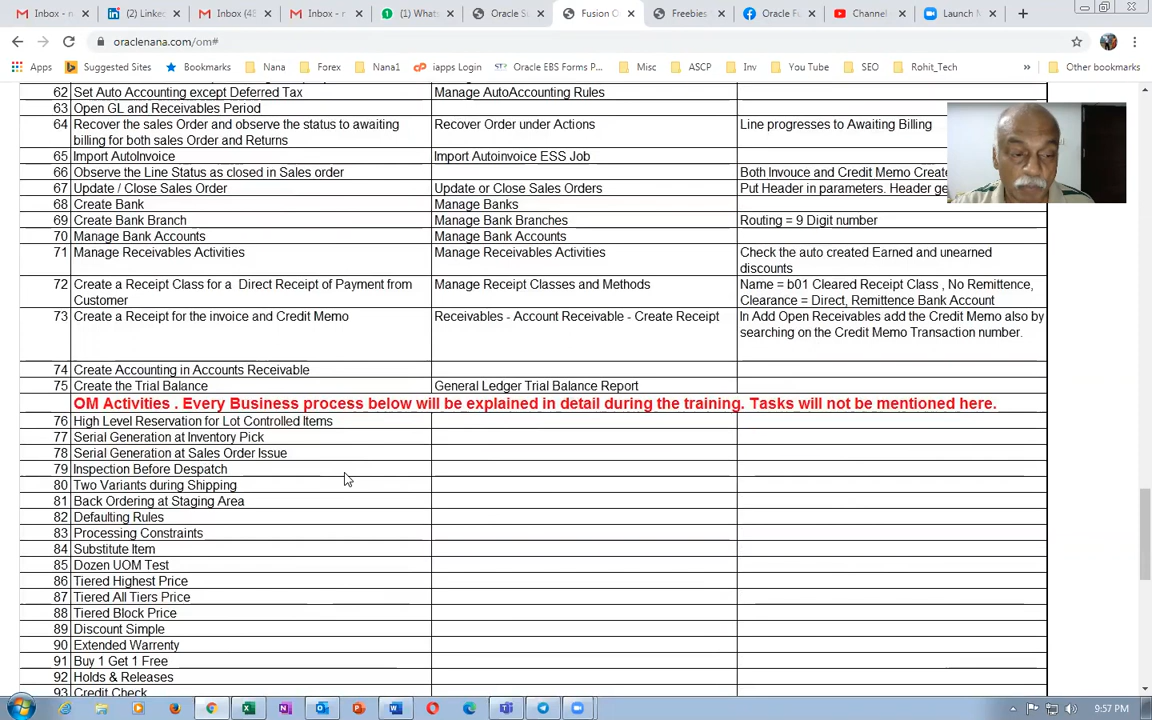 Inbox - n
(2) Linke
Inbox (48
Inbox - r
(1) What
Oracle S
Fusion O
Freebies
Oracle Fu
Channel
Launch M
oraclenana.com/om#
Apps
Suggested Sites
Bookmarks
Nana
Forex
Nana1
iapps Login
Oracle EBS Forms P...
Misc
ASCP
Inv
You Tube
SEO
Rohit_Tech
»
Other bookmarks
62 Set Auto Accounting except Deferred Tax Manage AutoAccounting Rules
63 Open GL and Receivables Period
64 Recover the sales Order and observe the status to awaiting Recover Order under Actions Line progresses to Awaiting Billing
billing for both sales Order and Returns
65 Import AutoInvoice Import Autoinvoice ESS Job
66 Observe the Line Status as closed in Sales order Both Invouce and Credit Memo Create
67 Update / Close Sales Order Update or Close Sales Orders Put Header in parameters. Header ge
68 Create Bank Manage Banks
69 Create Bank Branch Manage Bank Branches Routing = 9 Digit number
70 Manage Bank Accounts Manage Bank Accounts
71 Manage Receivables Activities Manage Receivables Activities Check the auto created Earned and unearned
discounts
72 Create a Receipt Class for a Direct Receipt of Payment from Manage Receipt Classes and Methods Name = b01 Cleared Receipt Class , No Remittence,
Customer Clearance = Direct, Remittence Bank Account
73 Create a Receipt for the invoice and Credit Memo Receivables - Account Receivable - Create Receipt In Add Open Receivables add the Credit Memo also by
searching on the Credit Memo Transaction number.
74 Create Accounting in Accounts Receivable
75 Create the Trial Balance General Ledger Trial Balance Report
OM Activities . Every Business process below will be explained in detail during the training. Tasks will not be mentioned here.
76 High Level Reservation for Lot Controlled Items
77 Serial Generation at Inventory Pick
78 Serial Generation at Sales Order Issue
79 Inspection Before Despatch
80 Two Variants during Shipping
81 Back Ordering at Staging Area
82 Defaulting Rules
83 Processing Constraints
84 Substitute Item
85 Dozen UOM Test
86 Tiered Highest Price
87 Tiered All Tiers Price
88 Tiered Block Price
89 Discount Simple
90 Extended Warrenty
91 Buy 1 Get 1 Free
92 Holds & Releases
93 Credit Check
9:57 PM